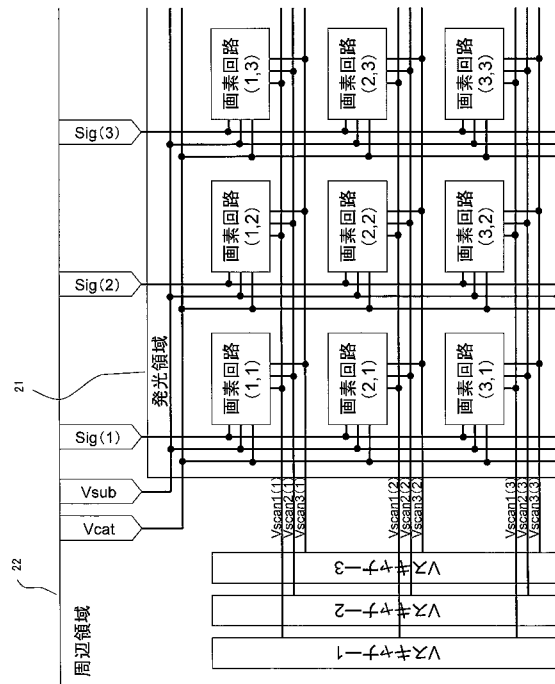 22
周辺領域
21
発光領域
Vcat
Vsub
Sig(1)
Sig(2)
Sig(3)
画素回路
(1,1)
画素回路
(1,2)
画素回路
(1,3)
画素回路
(2,1)
画素回路
(2,2)
画素回路
(2,3)
画素回路
(3,1)
画素回路
(3,2)
画素回路
(3,3)
Vscan1(1)
Vscan2(1)
Vscan3(1)
Vscan1(2)
Vscan2(2)
Vscan3(2)
Vscan1(3)
Vscan2(3)
Vscan3(3)
Vスキャナー3
Vスキャナー2
Vスキャナー1